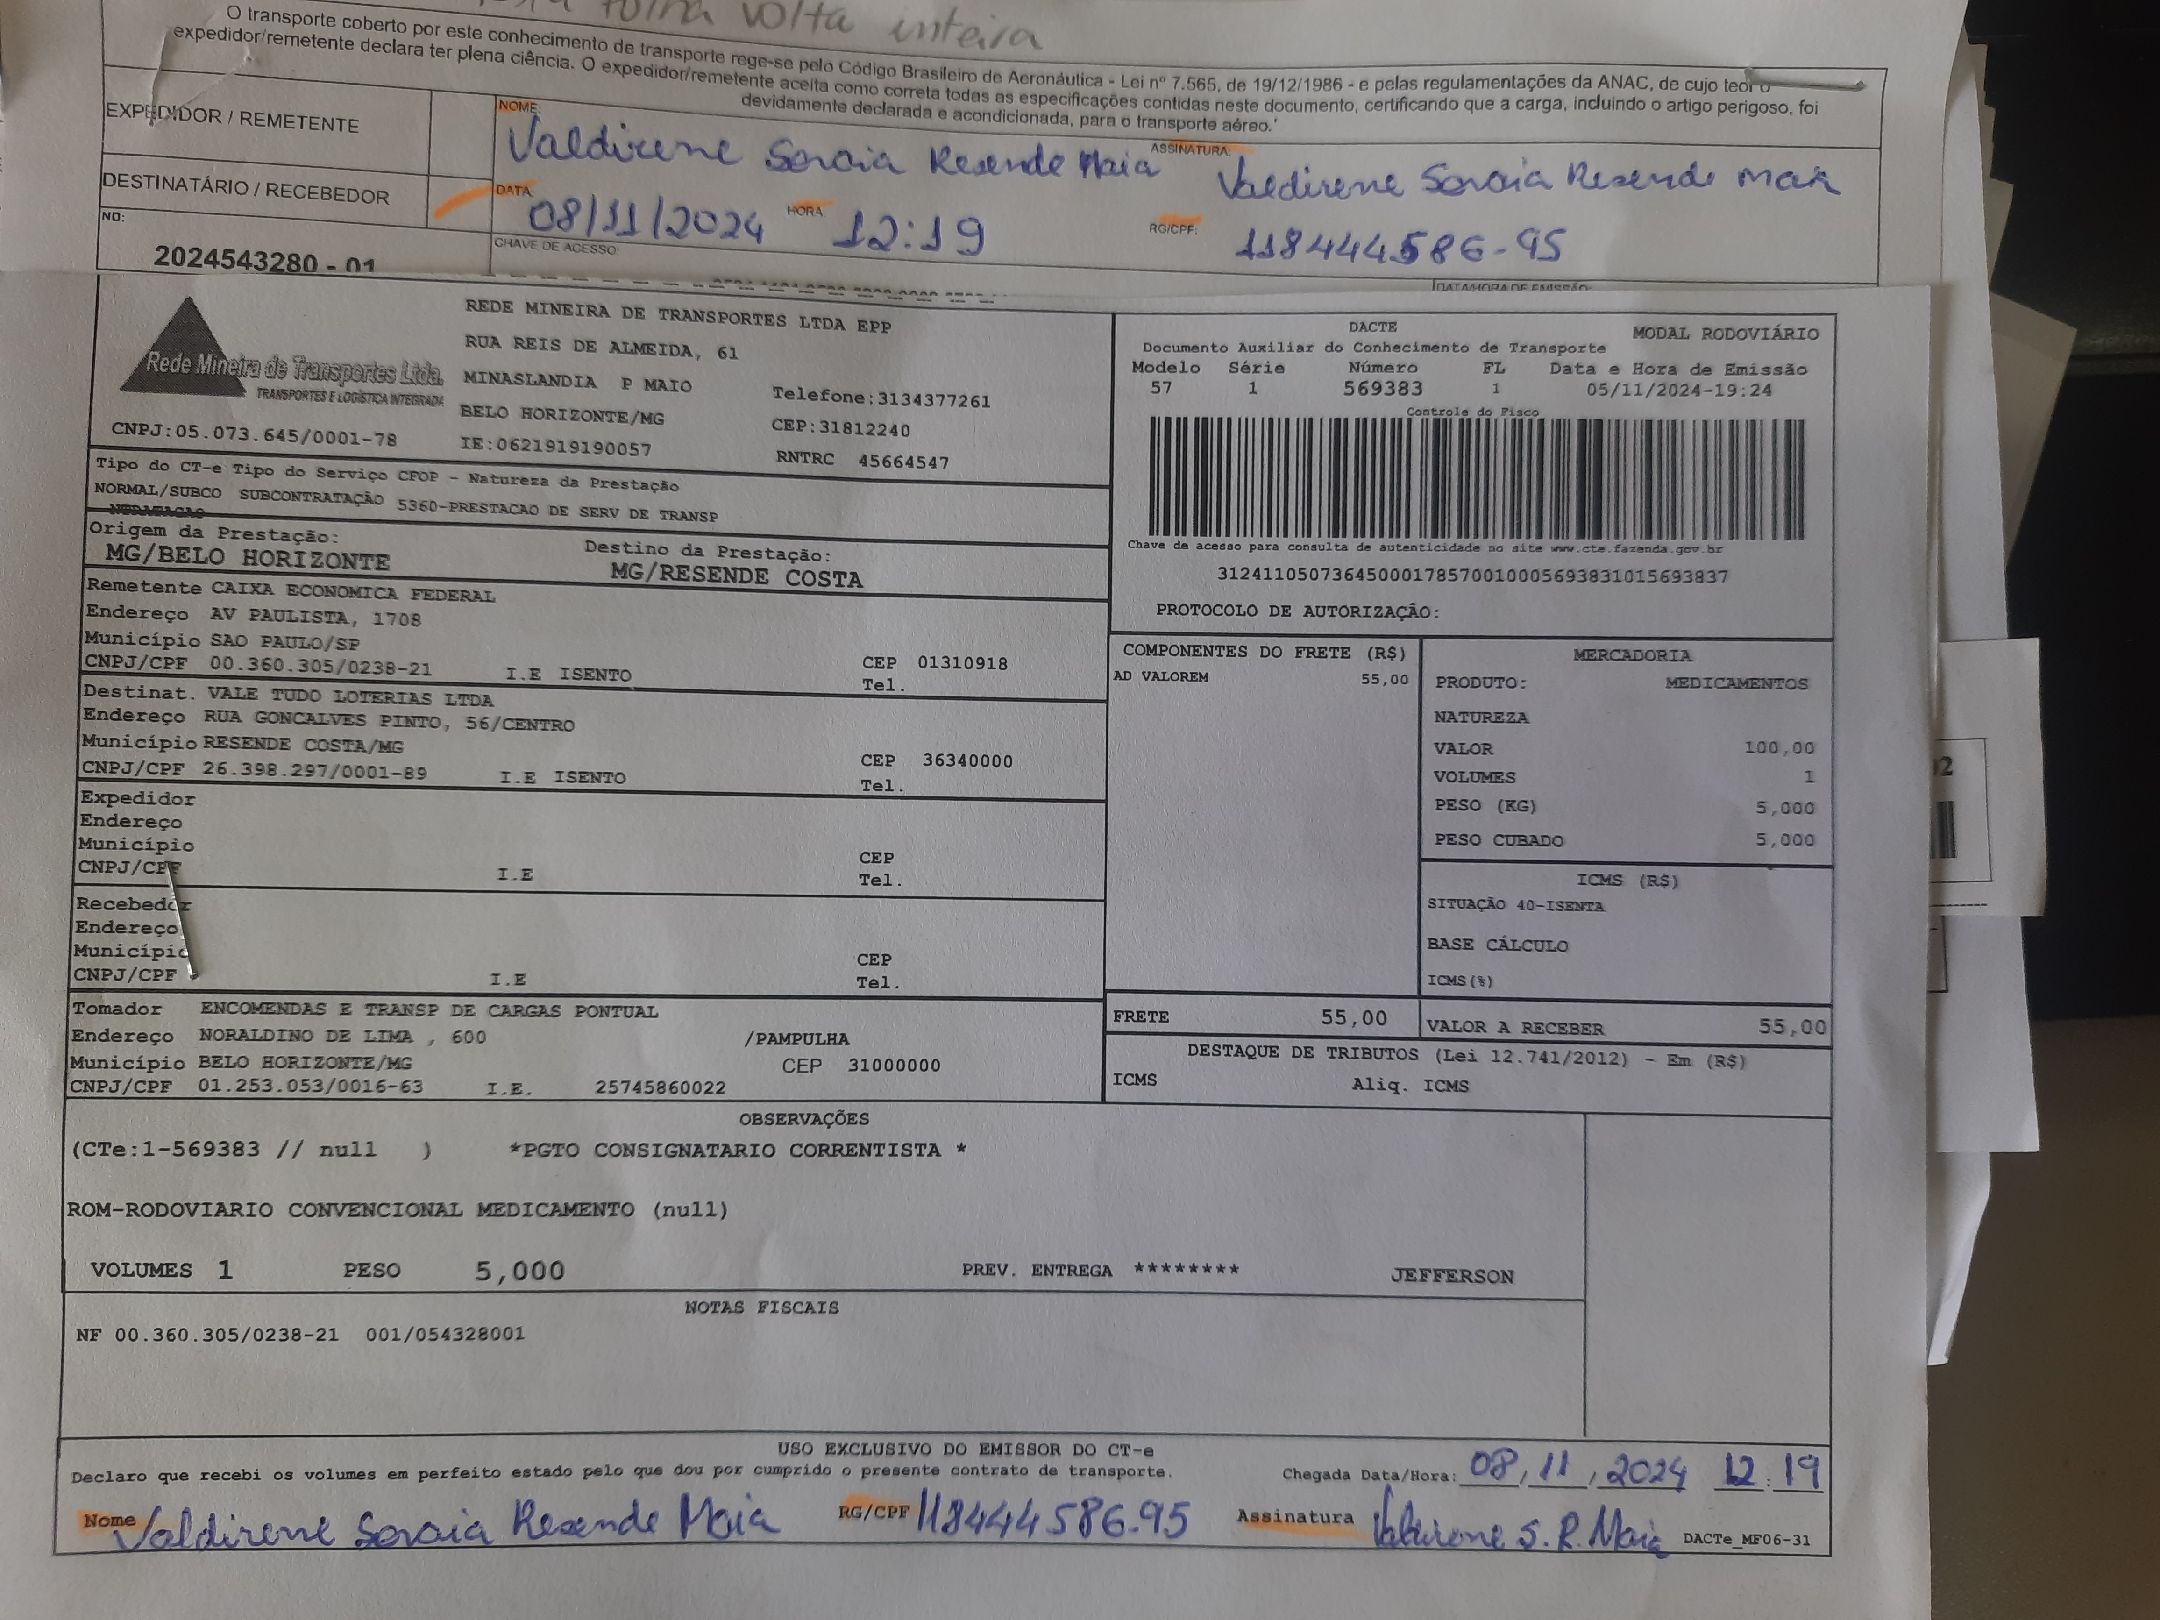 folha volta inteira
O transporte coberto por este conhecimento de transporte rege-se pelo Código Brasileiro de Aeronáutica - Lei nº 7.565, de 19/12/1986 - e pelas regulamentações da ANAC, de cujo teor o
expedidor/remetente declara ter plena ciência. O expedidor/remetente aceita como correta todas as especificações contidas neste documento, certificando que a carga, incluindo o artigo perigoso, foi
devidamente declarada e acondicionada, para o transporte aéreo.'
EXPEDIDOR / REMETENTE
NOME: Valdirene Soraia Resende Maia ASSINATURA: Valdirene Soraia Resende Maia
DESTINATÁRIO / RECEBEDOR
DATA 08/11/2024 HORA 12:19 RG/CPF: 118444.586-95
NO:
2024543280 - 01
CHAVE DE ACESSO:
DATA/HORA DE EMISSÃO:
Rede Mineira de Transportes Ltda.
TRANSPORTES E LOGÍSTICA INTEGRADA
CNPJ:05.073.645/0001-78
REDE MINEIRA DE TRANSPORTES LTDA EPP
RUA REIS DE ALMEIDA, 61
MINASLANDIA P MAIO Telefone:3134377261
BELO HORIZONTE/MG CEP:31812240
IE:0621919190057 RNTRC 45664547
DACTE MODAL RODOVIÁRIO
Documento Auxiliar do Conhecimento de Transporte
Modelo Série Número FL Data e Hora de Emissão
57 1 569383 1 05/11/2024-19:24
Controle do Fisco
Chave de acesso para consulta de autenticidade no site www.cte.fazenda.gov.br
31241105073645000178570010005693831015693837
PROTOCOLO DE AUTORIZAÇÃO:
Tipo do CT-e Tipo do Serviço CFOP - Natureza da Prestação
NORMAL/SUBCO SUBCONTRATAÇÃO 5360-PRESTACAO DE SERV DE TRANSP
Origem da Prestação: Destino da Prestação:
MG/BELO HORIZONTE MG/RESENDE COSTA
Remetente CAIXA ECONOMICA FEDERAL
Endereço AV PAULISTA, 1708
Município SAO PAULO/SP
CNPJ/CPF 00.360.305/0238-21 I.E ISENTO CEP 01310918
Tel.
Destinat. VALE TUDO LOTERIAS LTDA
Endereço RUA GONCALVES PINTO, 56/CENTRO
Município RESENDE COSTA/MG CEP 36340000
CNPJ/CPF 26.398.297/0001-89 I.E ISENTO Tel.
Expedidor
Endereço
Município CEP
CNPJ/CPF I.E Tel.
Recebedor
Endereço
Município CEP
CNPJ/CPF I.E Tel.
Tomador ENCOMENDAS E TRANSP DE CARGAS PONTUAL
Endereço NORALDINO DE LIMA , 600 /PAMPULHA
Município BELO HORIZONTE/MG CEP 31000000
CNPJ/CPF 01.253.053/0016-63 I.E. 25745860022
COMPONENTES DO FRETE (R$)
AD VALOREM 55,00
MERCADORIA
PRODUTO: MEDICAMENTOS
NATUREZA
VALOR 100,00
VOLUMES 1
PESO (KG) 5,000
PESO CUBADO 5,000
ICMS (R$)
SITUAÇÃO 40-ISENTA
BASE CÁLCULO
ICMS(%)
FRETE 55,00 VALOR A RECEBER 55,00
DESTAQUE DE TRIBUTOS (Lei 12.741/2012) - Em (R$)
ICMS Aliq. ICMS
OBSERVAÇÕES
(CTe:1-569383 // null ) *PGTO CONSIGNATARIO CORRENTISTA *
ROM-RODOVIARIO CONVENCIONAL MEDICAMENTO (null)
VOLUMES 1 PESO 5,000 PREV. ENTREGA ******** JEFFERSON
NOTAS FISCAIS
NF 00.360.305/0238-21 001/054328001
USO EXCLUSIVO DO EMISSOR DO CT-e
Declaro que recebi os volumes em perfeito estado pelo que dou por cumprido o presente contrato de transporte. Chegada Data/Hora: 08/11/2024 12:19
Nome Valdirene Soraia Resende Maia RG/CPF 118444586.95 Assinatura Valdirene S. R. Maia DACTe_MF06-31